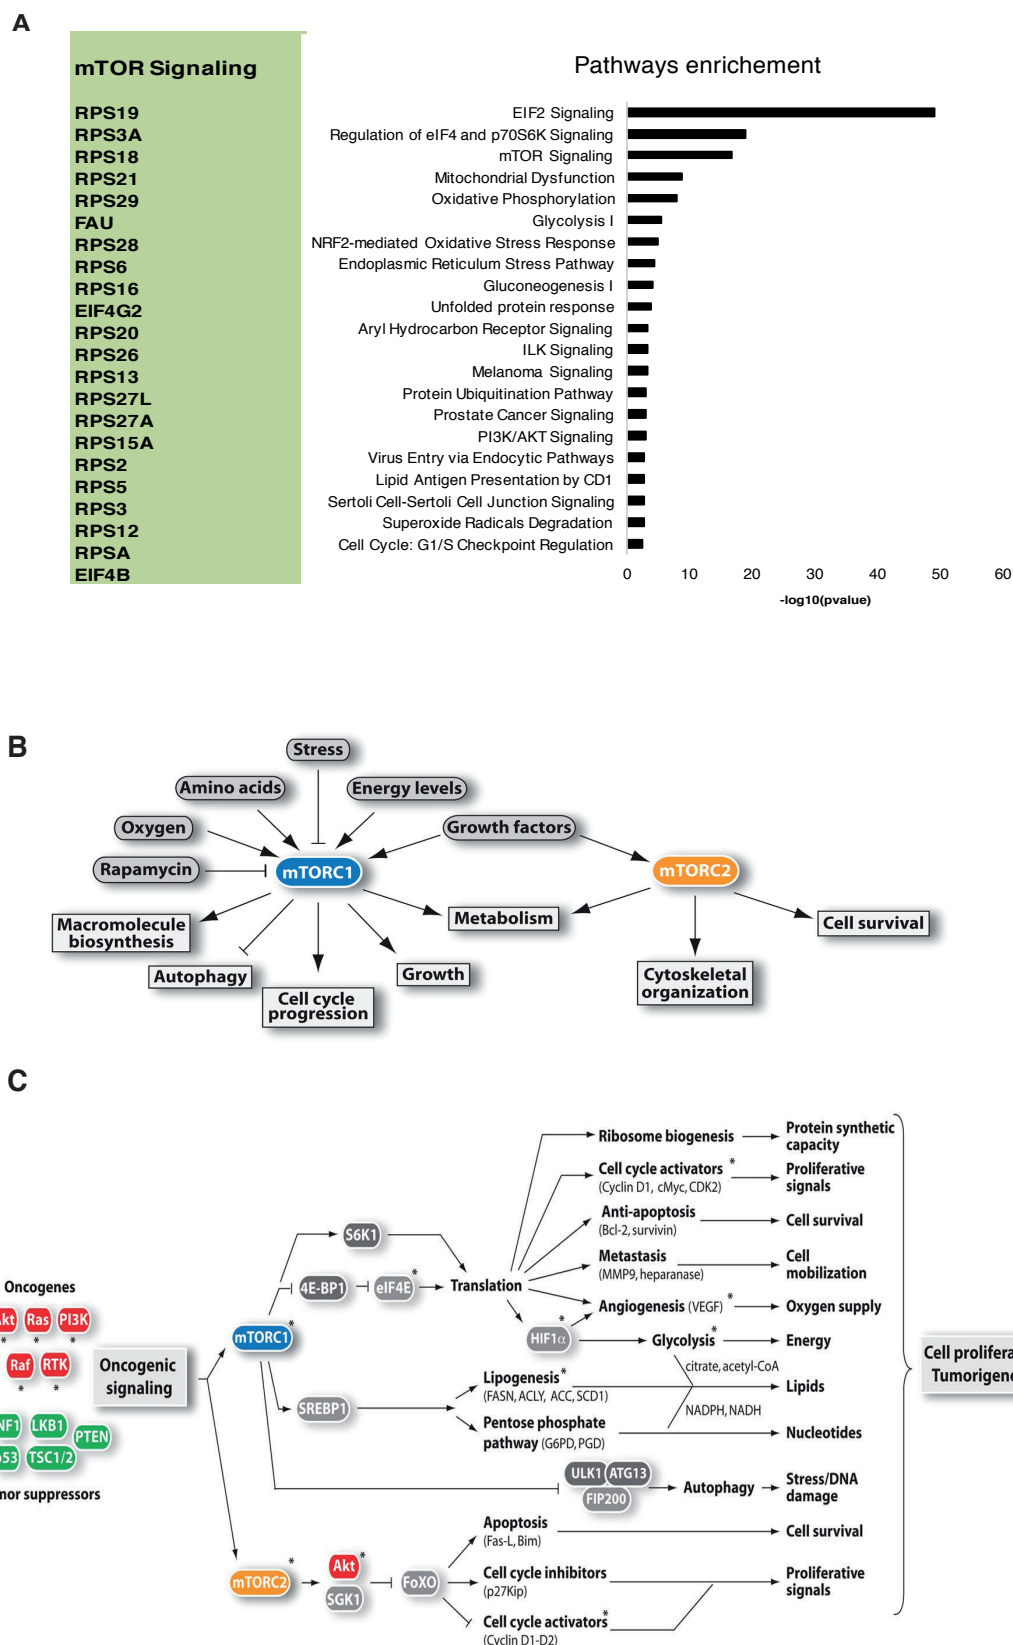 A
mTOR Signaling
RPS19
RPS3A
RPS18
RPS21
RPS29
FAU
RPS28
RPS6
RPS16
EIF4G2
RPS20
RPS26
RPS13
RPS27L
RPS27A
RPS15A
RPS2
RPS5
RPS3
RPS12
RPSA
EIF4B
Pathways enrichement
EIF2 Signaling
Regulation of eIF4 and p70S6K Signaling
mTOR Signaling
Mitochondrial Dysfunction
Oxidative Phosphorylation
Glycolysis I
NRF2-mediated Oxidative Stress Response
Endoplasmic Reticulum Stress Pathway
Gluconeogenesis I
Unfolded protein response
Aryl Hydrocarbon Receptor Signaling
ILK Signaling
Melanoma Signaling
Protein Ubiquitination Pathway
Prostate Cancer Signaling
PI3K/AKT Signaling
Virus Entry via Endocytic Pathways
Lipid Antigen Presentation by CD1
Sertoli Cell-Sertoli Cell Junction Signaling
Superoxide Radicals Degradation
Cell Cycle: G1/S Checkpoint Regulation
0 10 20 30 40 50 60
-log10(pvalue)
B
Stress
Amino acids
Energy levels
Oxygen
Growth factors
Rapamycin
mTORC1
mTORC2
Macromolecule
biosynthesis
Metabolism
Cell survival
Autophagy
Growth
Cell cycle
progression
Cytoskeletal
organization
C
Oncogenes
Akt Ras PI3K
* * *
Raf RTK
* *
NF1 LKB1 PTEN
p53 TSC1/2
mor suppressors
Oncogenic
signaling
mTORC1*
S6K1
4E-BP1
eIF4E*
Translation
SREBP1
HIF1α
Ribosome biogenesis
Protein synthetic
capacity
Cell cycle activators *
(Cyclin D1, cMyc, CDK2)
Proliferative
signals
Anti-apoptosis
(Bcl-2, survivin)
Cell survival
Metastasis
(MMP9, heparanase)
Cell
mobilization
Angiogenesis (VEGF) *
Oxygen supply
Glycolysis*
Energy
citrate, acetyl-CoA
Lipogenesis*
(FASN, ACLY, ACC, SCD1)
Lipids
NADPH, NADH
Pentose phosphate
pathway (G6PD, PGD)
Nucleotides
ULK1 ATG13
FIP200
Autophagy
Stress/DNA
damage
mTORC2*
Akt*
SGK1
FoXO
Apoptosis
(Fas-L, Bim)
Cell survival
Cell cycle inhibitors
(p27Kip)
Proliferative
signals
Cell cycle activators*
(Cyclin D1-D2)
Cell prolifera
Tumorigene